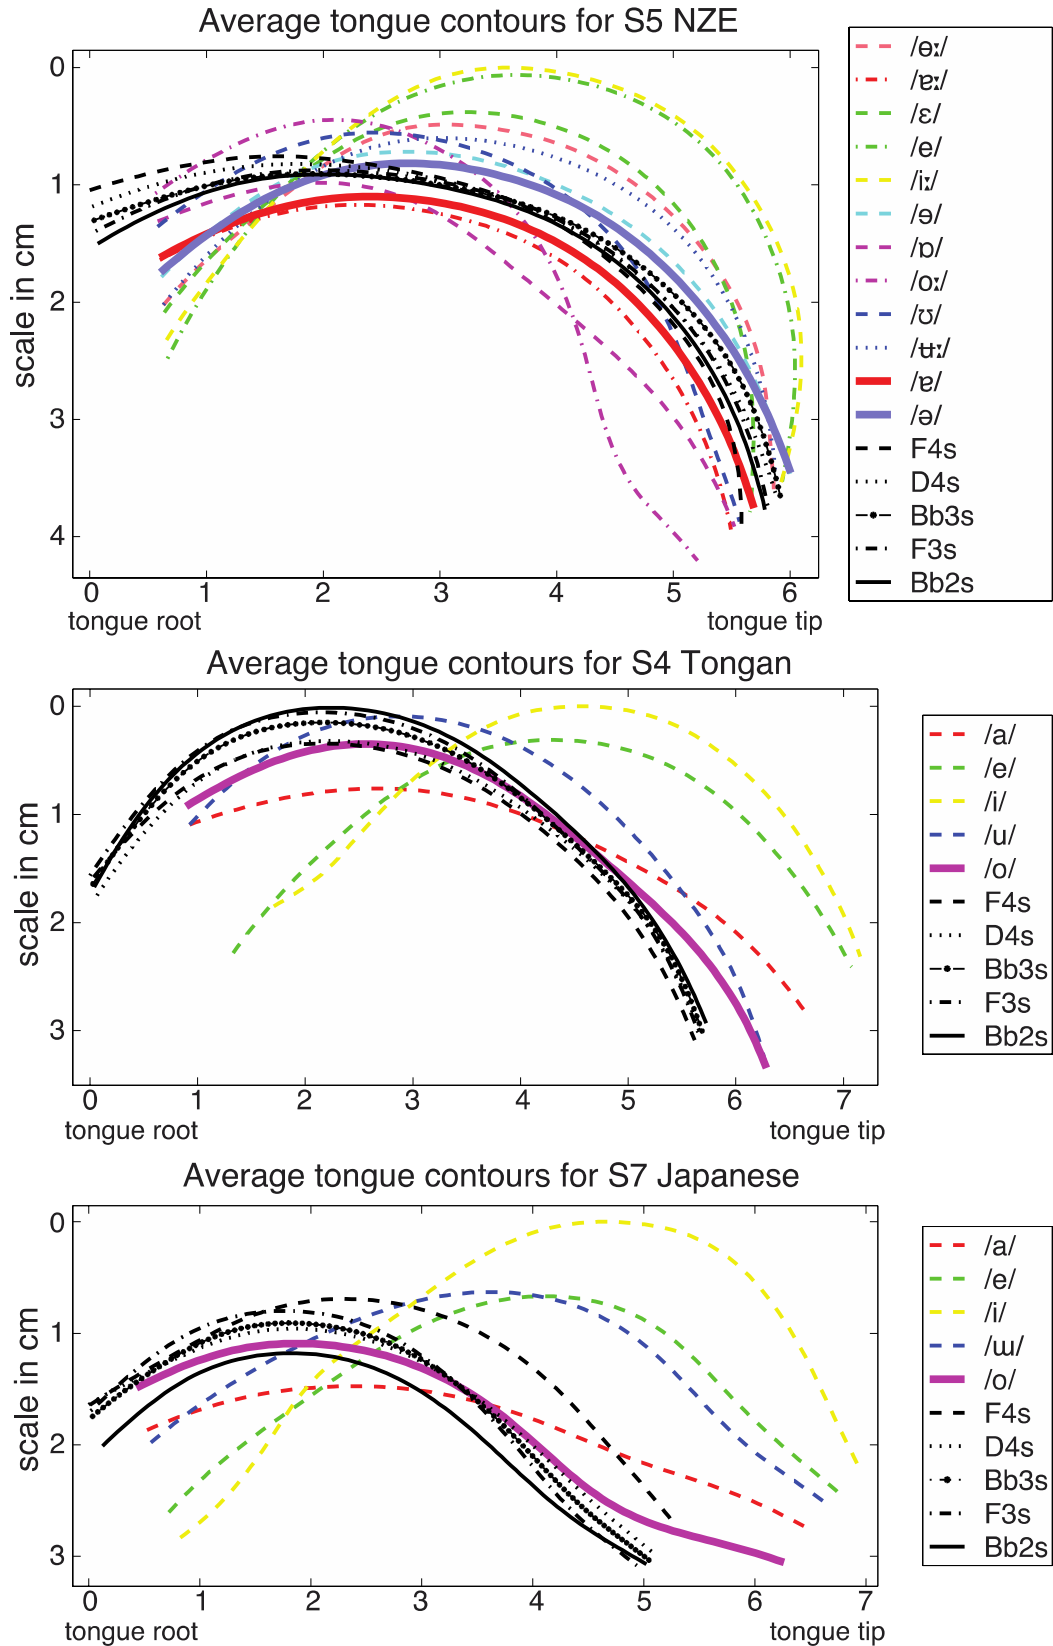 Average tongue contours for S5 NZE
scale in cm
0
1
2
3
4
0 1 2 3 4 5 6
tongue root tongue tip
/ɵː/
/ɐː/
/ɛ/
/e/
/iː/
/ɘ/
/ɒ/
/oː/
/ʊ/
/ʉː/
/ɐ/
/ə/
F4s
D4s
Bb3s
F3s
Bb2s
Average tongue contours for S4 Tongan
scale in cm
0
1
2
3
0 1 2 3 4 5 6 7
tongue root tongue tip
/a/
/e/
/i/
/u/
/o/
F4s
D4s
Bb3s
F3s
Bb2s
Average tongue contours for S7 Japanese
scale in cm
0
1
2
3
0 1 2 3 4 5 6 7
tongue root tongue tip
/a/
/e/
/i/
/ɯ/
/o/
F4s
D4s
Bb3s
F3s
Bb2s